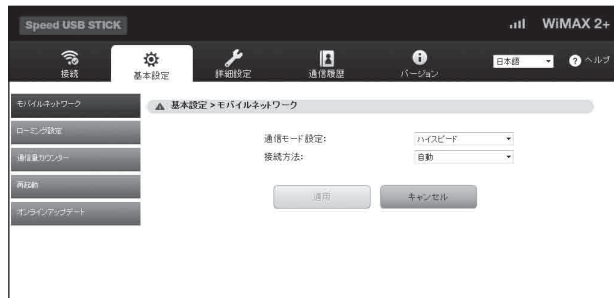 Speed USB STICK
WiMAX 2+
接続
基本設定
詳細設定
通信履歴
バージョン
日本語
ヘルプ
モバイルネットワーク
基本設定 > モバイルネットワーク
ローミング設定
通信モード設定: ハイスピード
通信量カウンター
接続方法: 自動
再起動
適用
キャンセル
オンラインアップデート